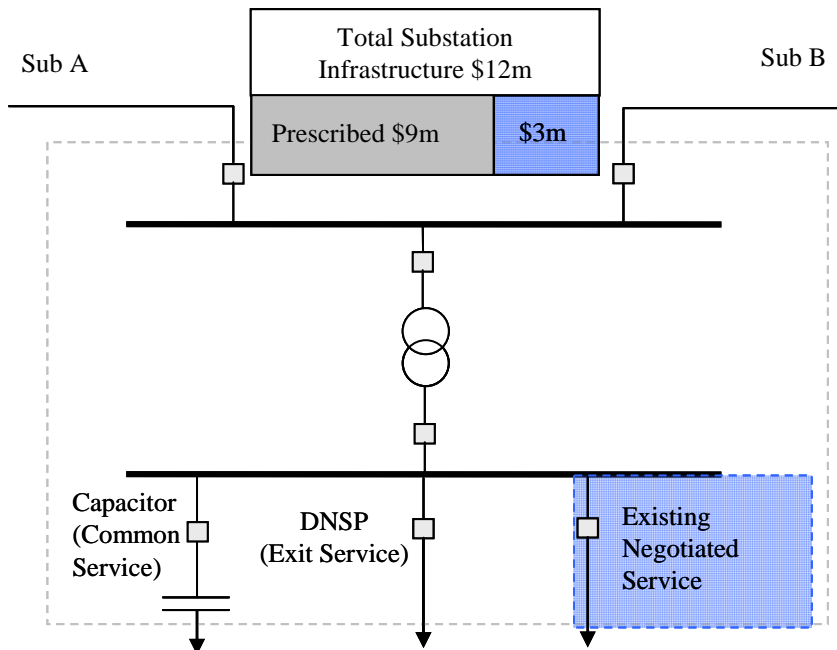 Sub A
Total Substation
Infrastructure $12m
Sub B
Prescribed $9m
$3m
Capacitor
(Common
Service)
DNSP
(Exit Service)
Existing
Negotiated
Service